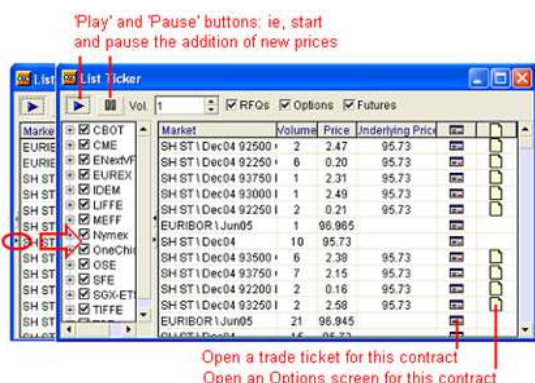 'Play' and 'Pause' buttons: ie, start
and pause the addition of new prices
List
List Ticker
Vol. 1 RFQs Options Futures
Marke
EURIE
EURIE
SH ST
SH ST
SH ST
SH ST
SH ST
SH ST
SH ST
SH ST
SH ST
SH ST
CBOT
CME
ENextVF
EUREX
IDEM
LIFFE
MEFF
Nymex
OneChic
OSE
SFE
SGX-ET
TIFFE
Market Volume Price Underlying Price
SH ST \ Dec04 92500 2 2.47 95.73
SH ST \ Dec04 92250 6 0.20 95.73
SH ST \ Dec04 93750 1 2.31 95.73
SH ST \ Dec04 93000 1 2.49 95.73
SH ST \ Dec04 92250 2 0.21 95.73
EURIBOR \ Jun05 1 96.965
SH ST \ Dec04 10 95.73
SH ST \ Dec04 93500 6 2.38 95.73
SH ST \ Dec04 93750 7 2.15 95.73
SH ST \ Dec04 92200 2 0.16 95.73
SH ST \ Dec04 93250 2 2.58 95.73
EURIBOR \ Jun05 21 96.945
Open a trade ticket for this contract
Open an Options screen for this contract